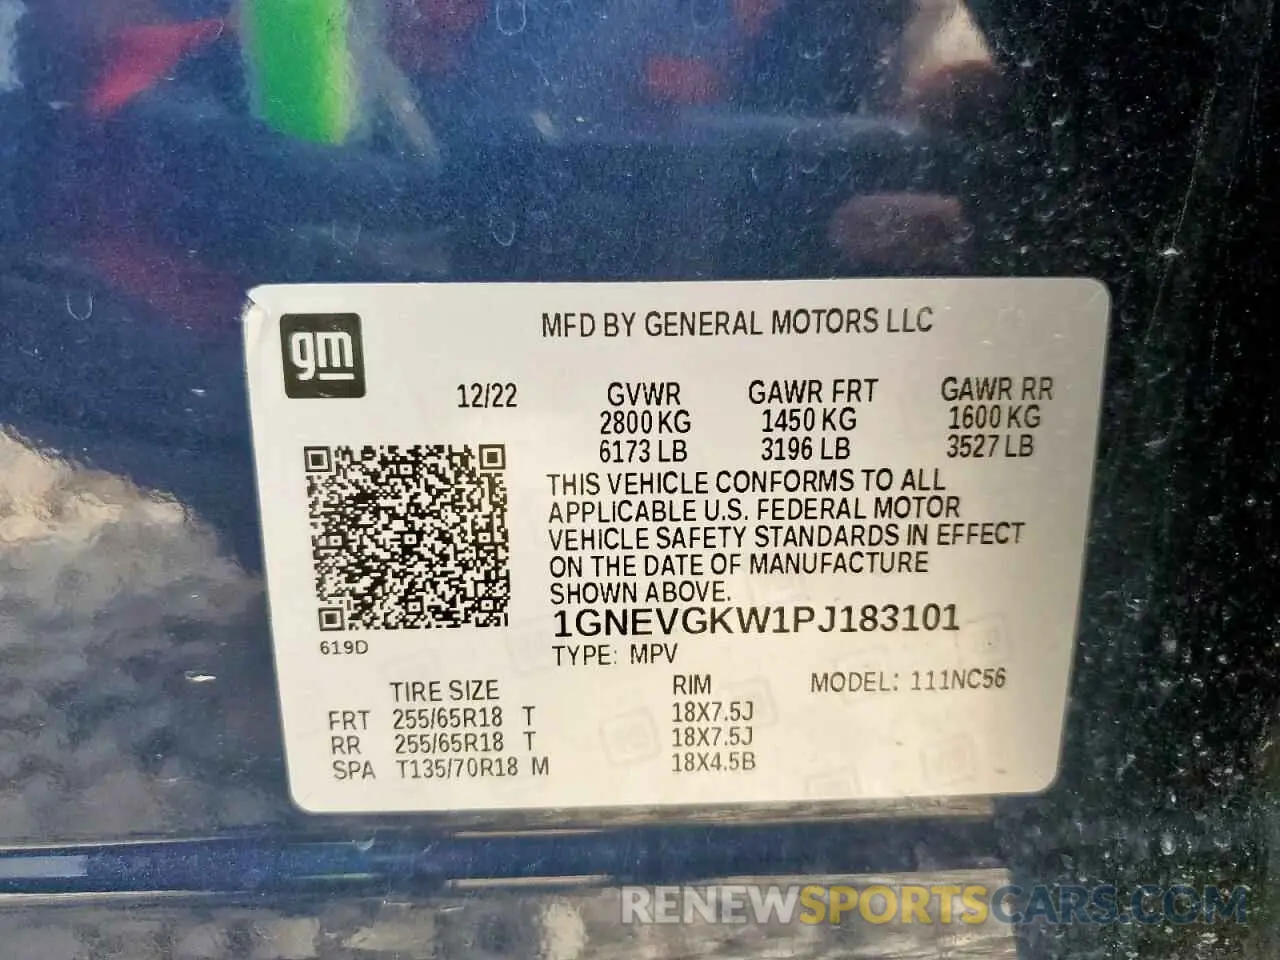 gm
MFD BY GENERAL MOTORS LLC
12/22 GVWR GAWR FRT GAWR RR
2800 KG 1450 KG 1600 KG
6173 LB 3196 LB 3527 LB
THIS VEHICLE CONFORMS TO ALL
APPLICABLE U.S. FEDERAL MOTOR
VEHICLE SAFETY STANDARDS IN EFFECT
ON THE DATE OF MANUFACTURE
SHOWN ABOVE.
1GNEVGKW1PJ183101
619D
TYPE: MPV
TIRE SIZE RIM MODEL: 111NC56
FRT 255/65R18 T 18X7.5J
RR 255/65R18 T 18X7.5J
SPA T135/70R18 M 18X4.5B
RENEWSPORTSCARS.COM